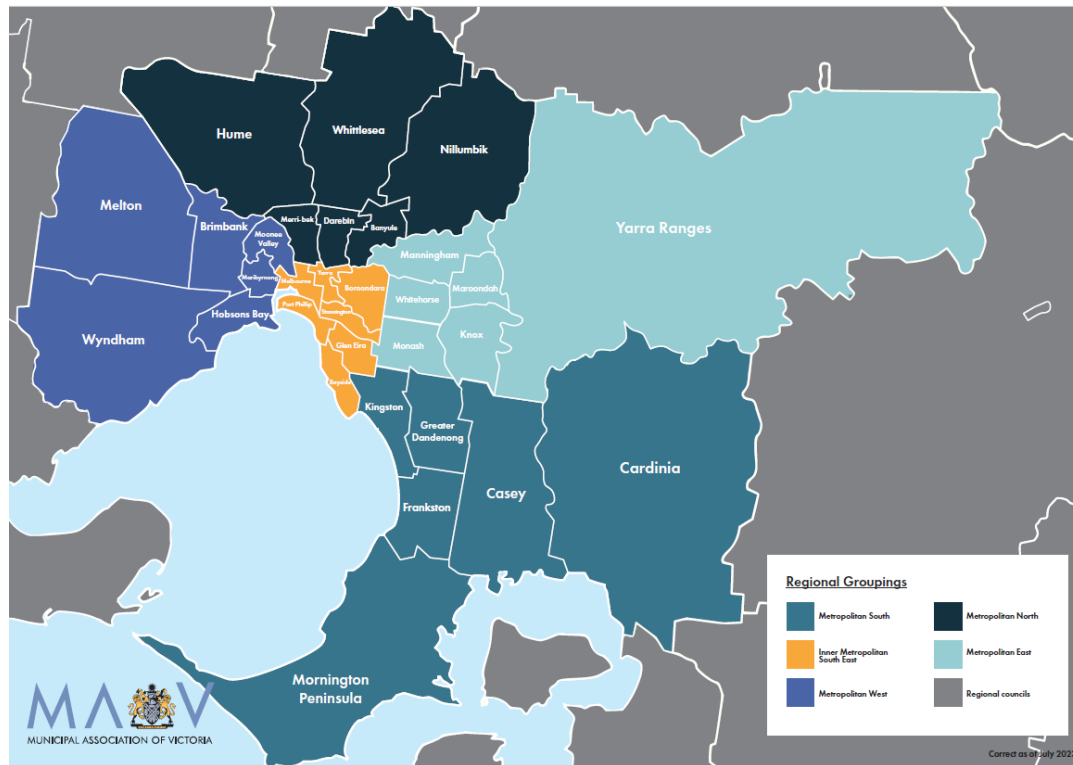 Hume
Whittlesea
Nillumbik
Melton
Brimbank
Merri-bek
Darebin
Banyule
Moonee
Valley
Yarra Ranges
Manningham
Maribyrnong
Melbourne
Yarra
Boroondara
Maroondah
Whitehorse
Port Phillip
Stonnington
Hobsons Bay
Wyndham
Glen Eira
Monash
Knox
Bayside
Kingston
Greater
Dandenong
Cardinia
Casey
Frankston
Mornington
Peninsula
Regional Groupings
Metropolitan South
Metropolitan North
Inner Metropolitan
South East
Metropolitan East
Metropolitan West
Regional councils
MAV
MUNICIPAL ASSOCIATION OF VICTORIA
Correct as of July 2023